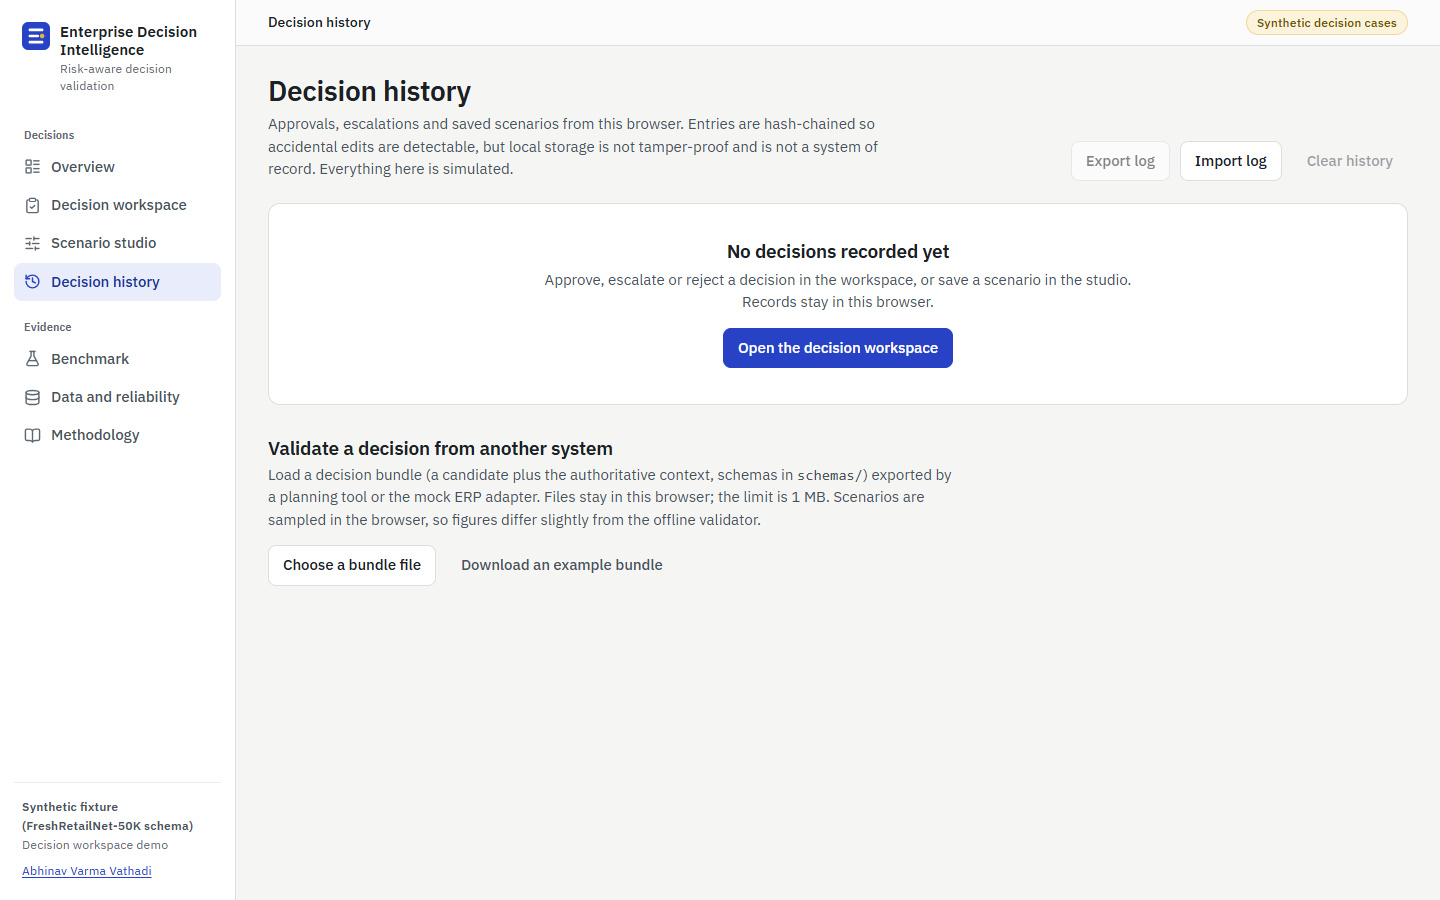 Enterprise Decision
Intelligence
Risk-aware decision
validation
Decisions
Overview
Decision workspace
Scenario studio
Decision history
Evidence
Benchmark
Data and reliability
Methodology
Synthetic fixture
(FreshRetailNet-50K schema)
Decision workspace demo
Abhinav Varma Vathadi
Decision history
Synthetic decision cases
Decision history
Approvals, escalations and saved scenarios from this browser. Entries are hash-chained so
accidental edits are detectable, but local storage is not tamper-proof and is not a system of
record. Everything here is simulated.
Export log
Import log
Clear history
No decisions recorded yet
Approve, escalate or reject a decision in the workspace, or save a scenario in the studio.
Records stay in this browser.
Open the decision workspace
Validate a decision from another system
Load a decision bundle (a candidate plus the authoritative context, schemas in schemas/) exported by
a planning tool or the mock ERP adapter. Files stay in this browser; the limit is 1 MB. Scenarios are
sampled in the browser, so figures differ slightly from the offline validator.
Choose a bundle file
Download an example bundle